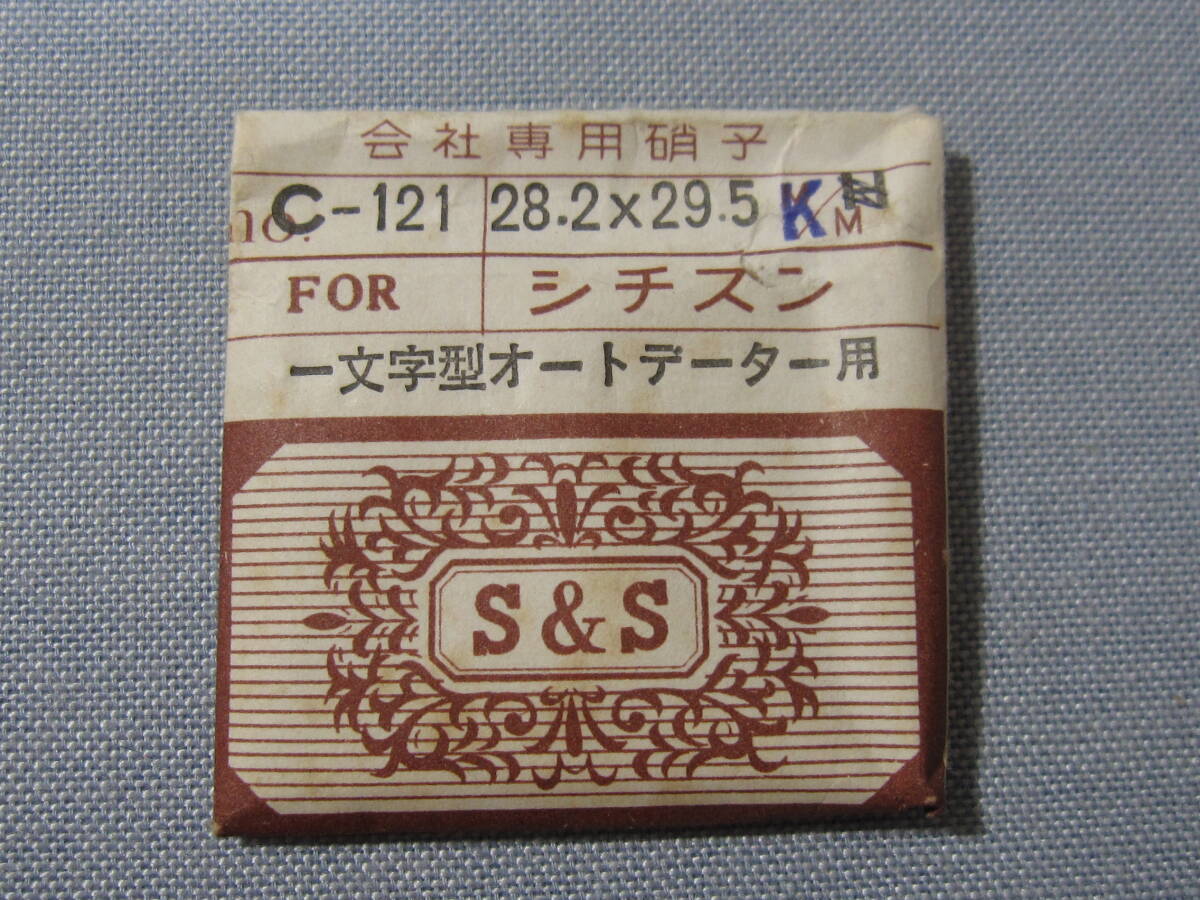 会社専用硝子
no. C-121 28.2×29.5 K M
FOR シチズン
一文字型オートデーター用
S&S